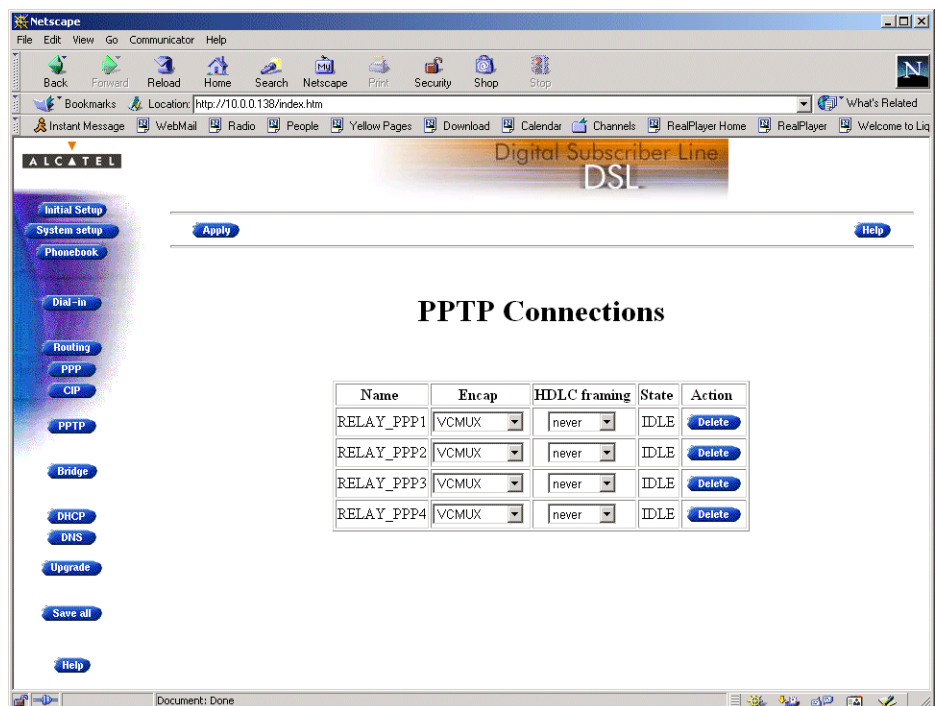 Netscape
File Edit View Go Communicator Help
Back Forward Reload Home Search Netscape Print Security Shop Stop
My
N
Bookmarks Location: http://10.0.0.138/index.htm What's Related
Instant Message WebMail Radio People Yellow Pages Download Calendar Channels RealPlayer Home RealPlayer Welcome to Liq
ALCATEL
Digital Subscriber Line
DSL
Initial Setup
System setup
Apply
Help
Phonebook
Dial-in
PPTP Connections
Routing
PPP
CIP
PPTP
Bridge
DHCP
DNS
Upgrade
Save all
Help
Name Encap HDLC framing State Action
RELAY_PPP1 VCMUX never IDLE Delete
RELAY_PPP2 VCMUX never IDLE Delete
RELAY_PPP3 VCMUX never IDLE Delete
RELAY_PPP4 VCMUX never IDLE Delete
Document: Done